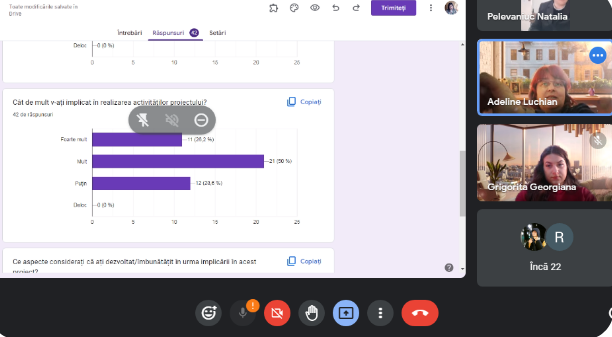 Toate modificările salvate în
Drive
Trimiteți
Întrebări
Răspunsuri 42
Setări
Deloc
0 (0 %)
0 5 10 15 20 25
Cât de mult v-ați implicat în realizarea activităților proiectului?
Copiați
42 de răspunsuri
Foarte mult
11 (26,2 %)
Mult
21 (50 %)
Puțin
12 (28,6 %)
Deloc
0 (0 %)
0 5 10 15 20 25
Ce aspecte considerați că ați dezvoltat/îmbunătățit în urma implicării în acest
proiect?
Copiați
Pelevaniuc Natalia
Adeline Luchian
Grigorita Georgiana
R
Încă 22